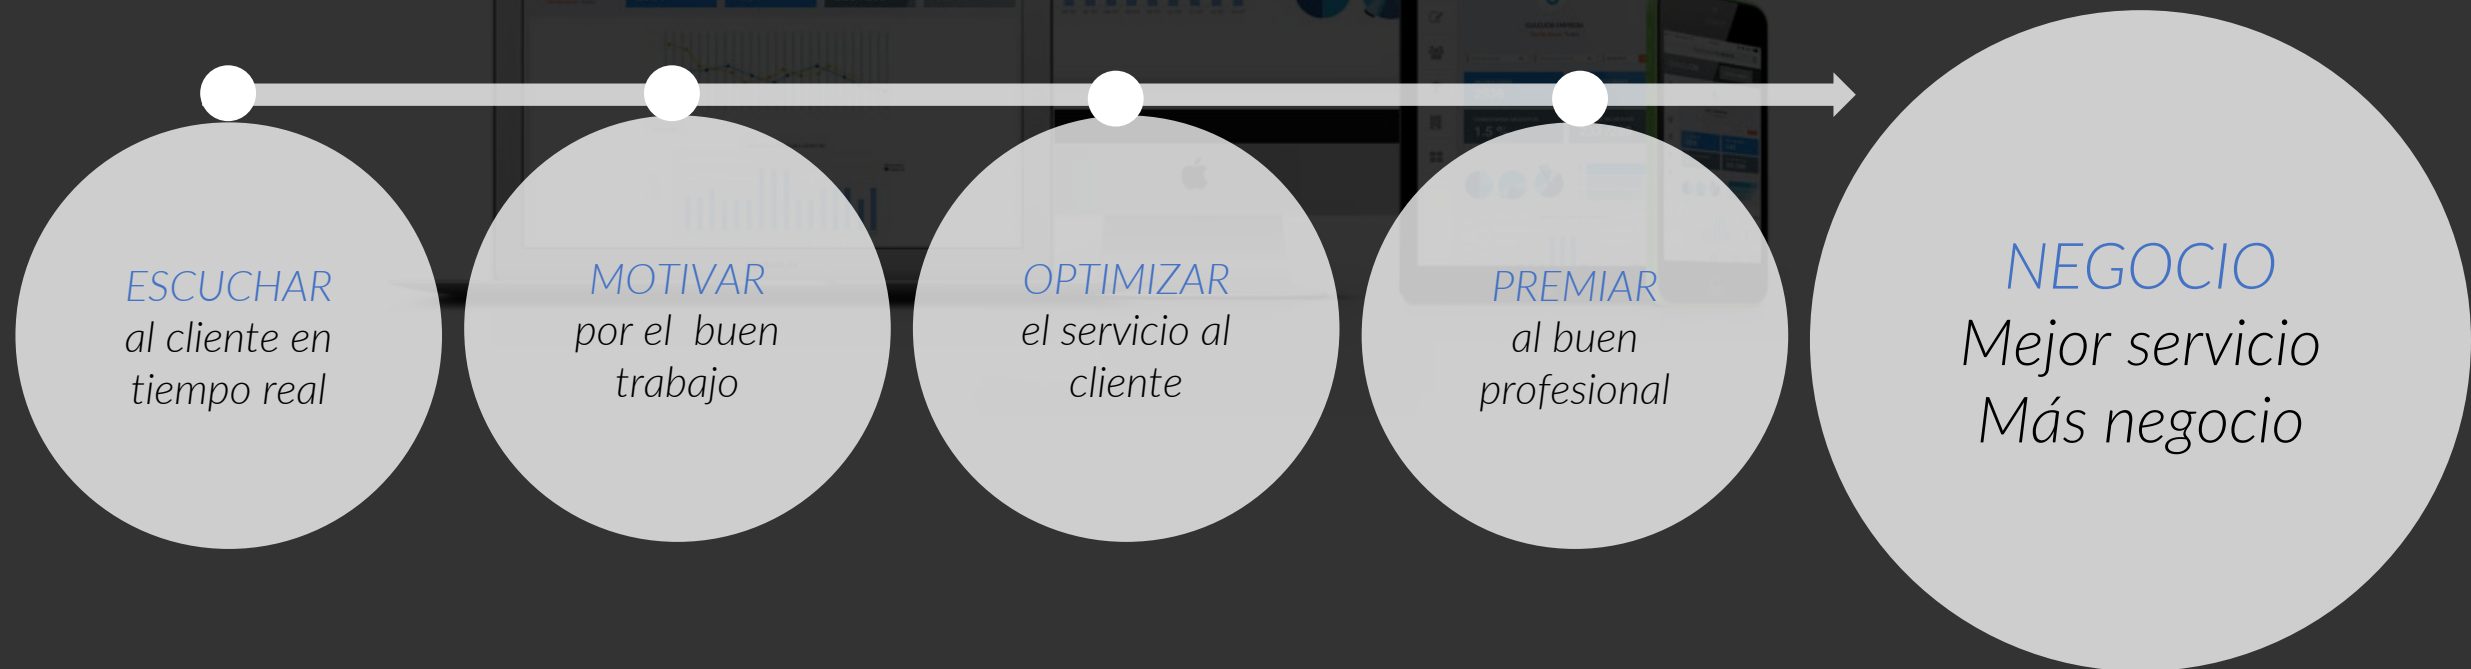 ESCUCHAR
al cliente en
tiempo real
MOTIVAR
por el  buen
trabajo
OPTIMIZAR
el servicio al
cliente
PREMIAR
al buen
profesional
NEGOCIO
Mejor servicio
Más negocio